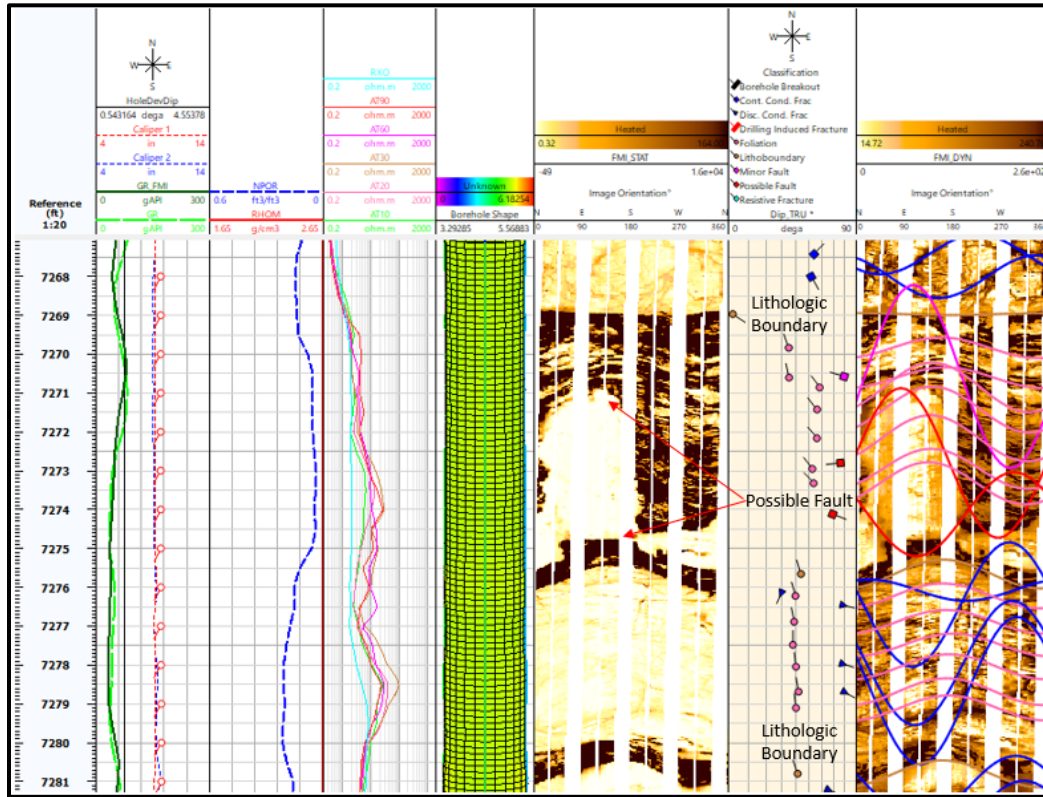 N
W E
S
HoleDevDip
0.543164 dega 4.55378
Caliper 1
4 in 14
Caliper 2
4 in 14
GR_FMI
0 gAPI 300
GR
0 gAPI 300
Reference
(ft)
1:20
NPOR
0.6 ft3/ft3 0
RHOM
1.65 g/cm3 2.65
RXO
0.2 ohm.m 2000
AT90
0.2 ohm.m 2000
AT60
0.2 ohm.m 2000
AT30
0.2 ohm.m 2000
AT20
0.2 ohm.m 2000
AT10
0.2 ohm.m 2000
Unknown
0 6.18254
Borehole Shape
3.29285 5.56883
Heated
0.32 164.00
FMI_STAT
-49 1.6e+04
Image Orientation°
N E S W N
0 90 180 270 360
N
W E
S
Classification
Borehole Breakout
Cont. Cond. Frac
Disc. Cond. Frac
Drilling Induced Fracture
Foliation
Lithoboundary
Minor Fault
Possible Fault
Resistive Fracture
Dip_TRU *
0 dega 90
Heated
14.72
FMI_DYN
0 2.6e+02
Image Orientation°
N E S W N
0 90 180 270 360
7268
7269
7270
7271
7272
7273
7274
7275
7276
7277
7278
7279
7280
7281
Lithologic
Boundary
Possible Fault
Lithologic
Boundary